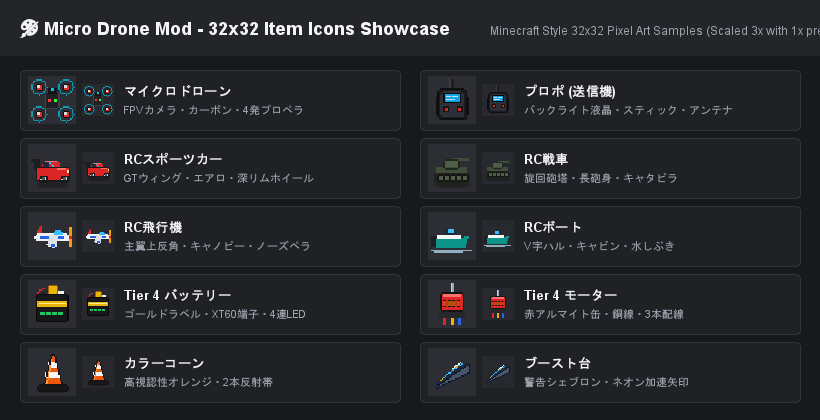 Micro Drone Mod - 32x32 Item Icons Showcase
Minecraft Style 32x32 Pixel Art Samples (Scaled 3x with 1x pre
マイクロドローン
FPVカメラ・カーボン・4発プロペラ
プロポ (送信機)
バックライト液晶・スティック・アンテナ
RCスポーツカー
GTウィング・エアロ・深リムホイール
RC戦車
旋回砲塔・長砲身・キャタピラ
RC飛行機
主翼上反角・キャノピー・ノーズペラ
RCボート
V字ハル・キャビン・水しぶき
Tier 4 バッテリー
ゴールドラベル・XT60端子・4連LED
Tier 4 モーター
赤アルマイト缶・銅線・3本配線
カラーコーン
高視認性オレンジ・2本反射帯
ブースト台
警告シェブロン・ネオン加速矢印